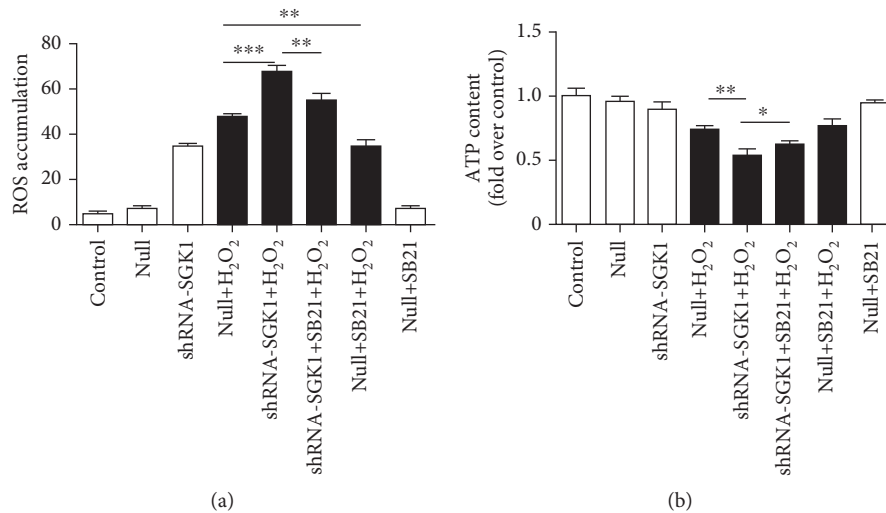 **
*** **
80
60
40
20
0
ROS accumulation
Control
Null
shRNA-SGK1
Null+H₂O₂
shRNA-SGK1+H₂O₂
shRNA-SGK1+SB21+H₂O₂
Null+SB21+H₂O₂
Null+SB21
(a)
**
*
1.5
1.0
0.5
0
ATP content
(fold over control)
Control
Null
shRNA-SGK1
Null+H₂O₂
shRNA-SGK1+H₂O₂
shRNA-SGK1+SB21+H₂O₂
Null+SB21+H₂O₂
Null+SB21
(b)